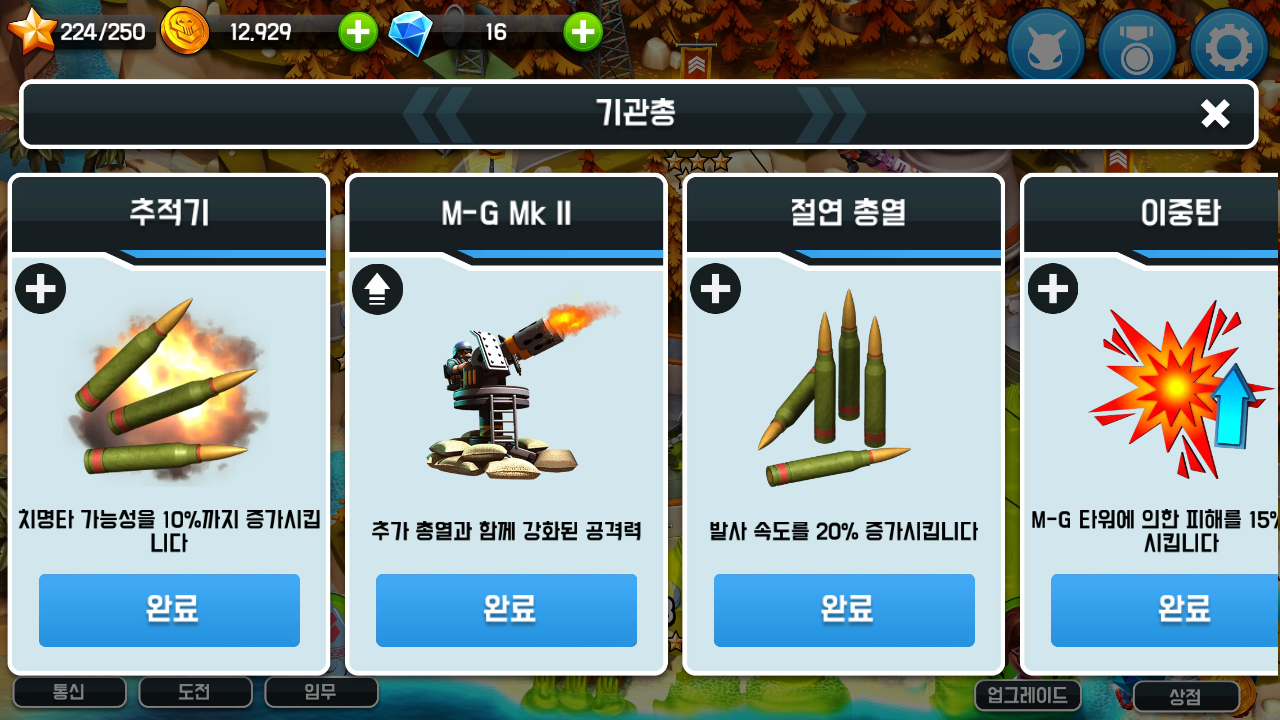 224/250
12,929
16
기관총
추적기
M-G Mk II
절연 총열
이중탄
치명타 가능성을 10%까지 증가시킵
니다
추가 총열과 함께 강화된 공격력
발사 속도를 20% 증가시킵니다
M-G 타워에 의한 피해를 15%
시킵니다
완료
완료
완료
완료
통신
도전
임무
업그레이드
상점